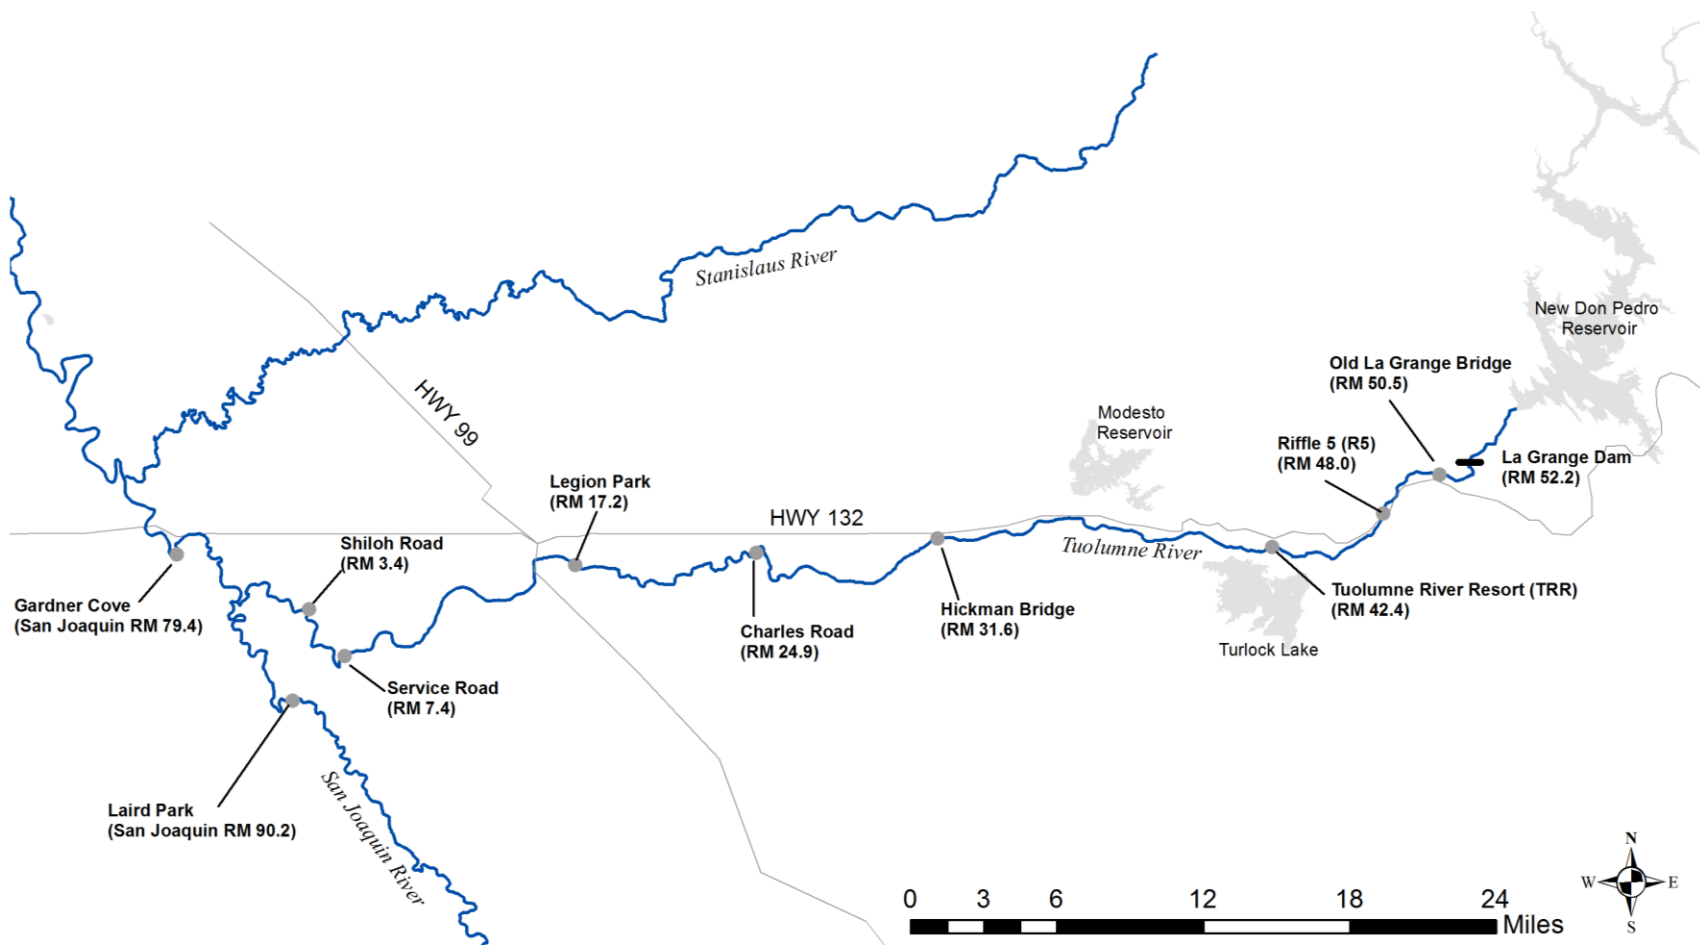 Stanislaus River
New Don Pedro
Reservoir
Old La Grange Bridge
(RM 50.5)
HWY 99
Modesto
Reservoir
Riffle 5 (R5)
(RM 48.0)
La Grange Dam
(RM 52.2)
Legion Park
(RM 17.2)
HWY 132
Tuolumne River
Shiloh Road
(RM 3.4)
Gardner Cove
(San Joaquin RM 79.4)
Tuolumne River Resort (TRR)
(RM 42.4)
Hickman Bridge
(RM 31.6)
Charles Road
(RM 24.9)
Turlock Lake
Service Road
(RM 7.4)
San Joaquin River
Laird Park
(San Joaquin RM 90.2)
N
W
E
S
0 3 6 12 18 24
Miles